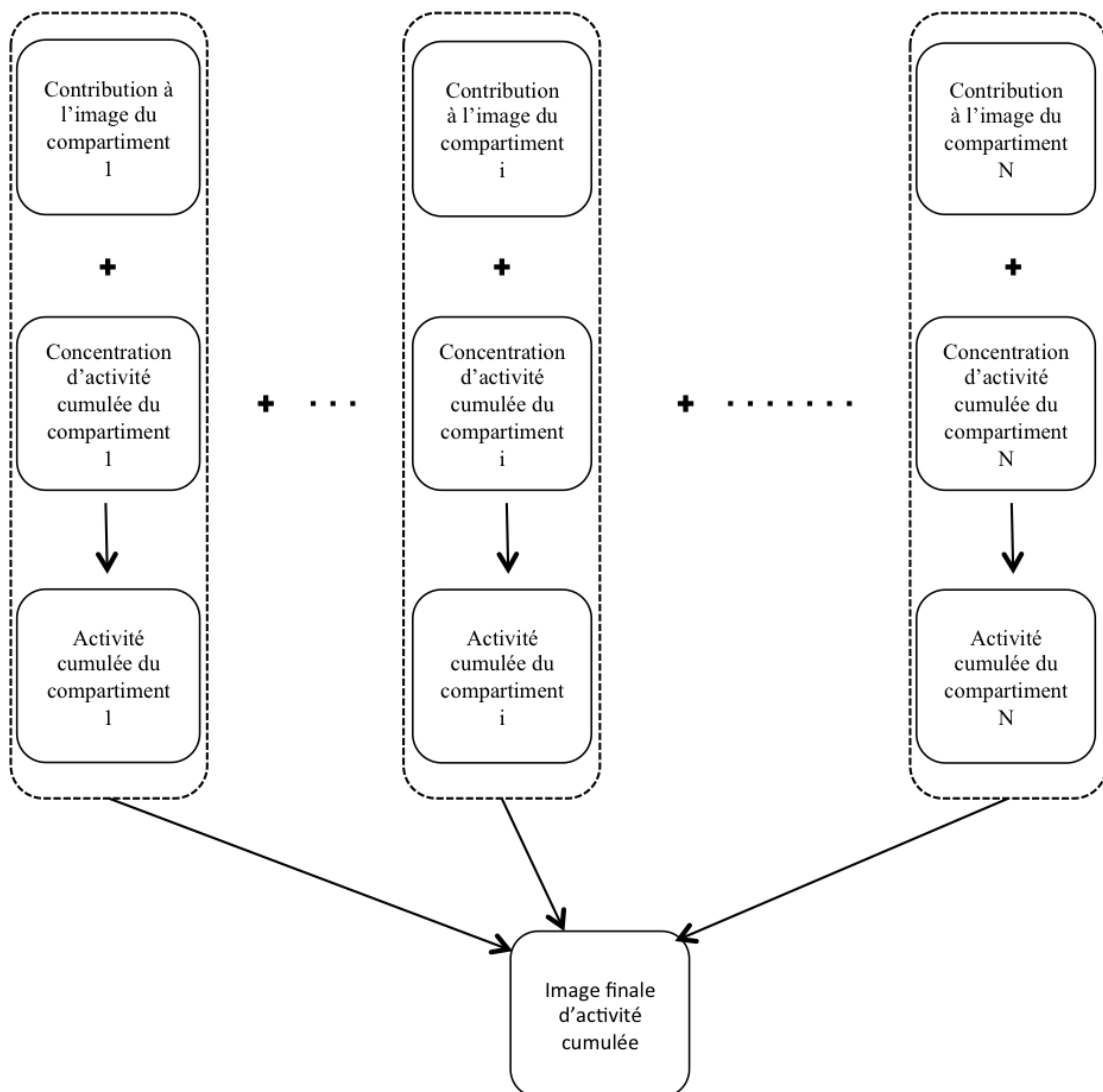 Contribution à
l’image du
compartiment
1
Contribution
à l’image du
compartiment
i
Contribution
à l’image du
compartiment
N
+
+
+
Concentration
d’activité
cumulée du
compartiment
1
+ . . .
Concentration
d’activité
cumulée du
compartiment
i
+ . . . . . . .
Concentration
d’activité
cumulée du
compartiment
N
Activité
cumulée du
compartiment
1
Activité
cumulée du
compartiment
i
Activité
cumulée du
compartiment
N
Image finale
d’activité
cumulée